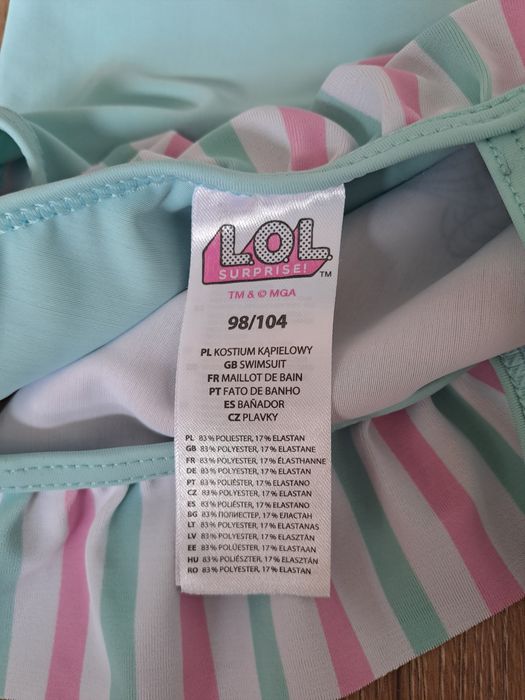 L.O.L.
SURPRISE!
TM
TM & © MGA
98/104
PL KOSTIUM KĄPIELOWY
GB SWIMSUIT
FR MAILLOT DE BAIN
PT FATO DE BANHO
ES BAÑADOR
CZ PLAVKY
PL 83% POLIESTER, 17% ELASTAN
GB 83% POLYESTER, 17% ELASTANE
FR 83% POLYESTER, 17% ÉLASTHANNE
DE 83% POLYESTER, 17% ELASTAN
PT 83% POLIÉSTER, 17% ELASTANO
CZ 83% POLYESTER, 17% ELASTAN
ES 83% POLIÉSTER, 17% ELASTANO
BG 83% ПОЛИЕСТЕР, 17% ЕЛАСТАН
LT 83% POLIESTERIS, 17% ELASTANAS
LV 83% POLIESTERS, 17% ELASTĀNS
EE 83% POLÜESTER, 17% ELASTAAN
HU 83% POLIÉSZTER, 17% ELASZTÁN
RO 83% POLYESTER, 17% ELASTAN